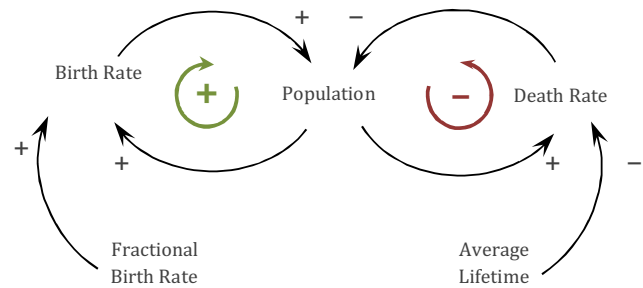 + −
Birth Rate
+
Population
−
Death Rate
+
+
+
−
Fractional
Birth Rate
Average
Lifetime